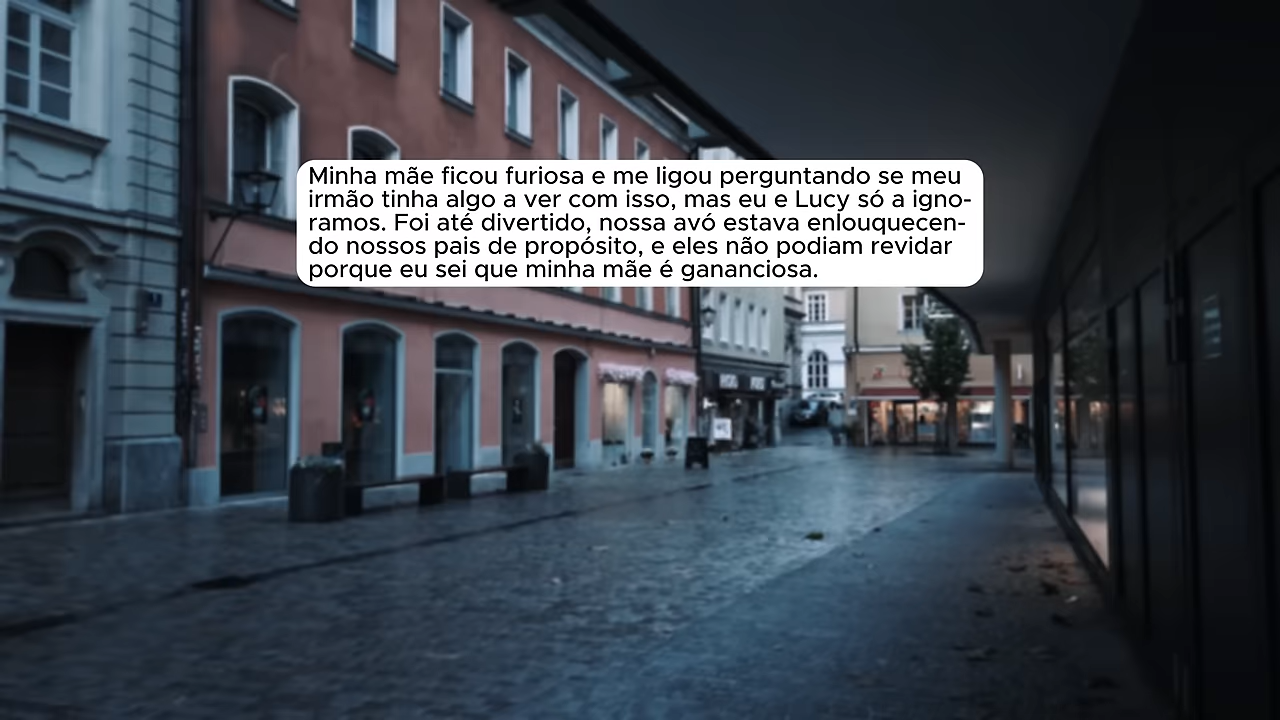 Minha mãe ficou furiosa e me ligou perguntando se meu
irmão tinha algo a ver com isso, mas eu e Lucy só a igno-
ramos. Foi até divertido, nossa avó estava enlouquecen-
do nossos pais de propósito, e eles não podiam revidar
porque eu sei que minha mãe é gananciosa.